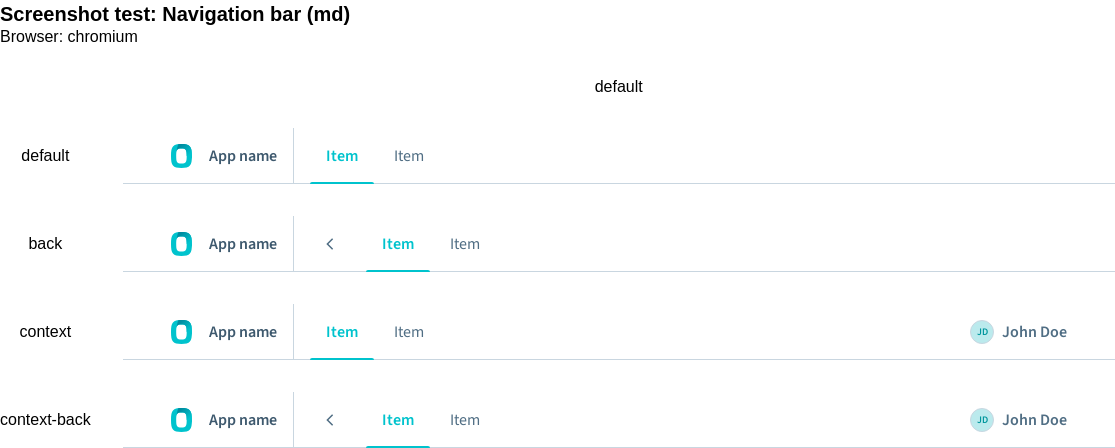 Screenshot test: Navigation bar (md)
Browser: chromium
default
default App name Item Item
back App name Item Item
context App name Item Item JD John Doe
context-back App name Item Item JD John Doe